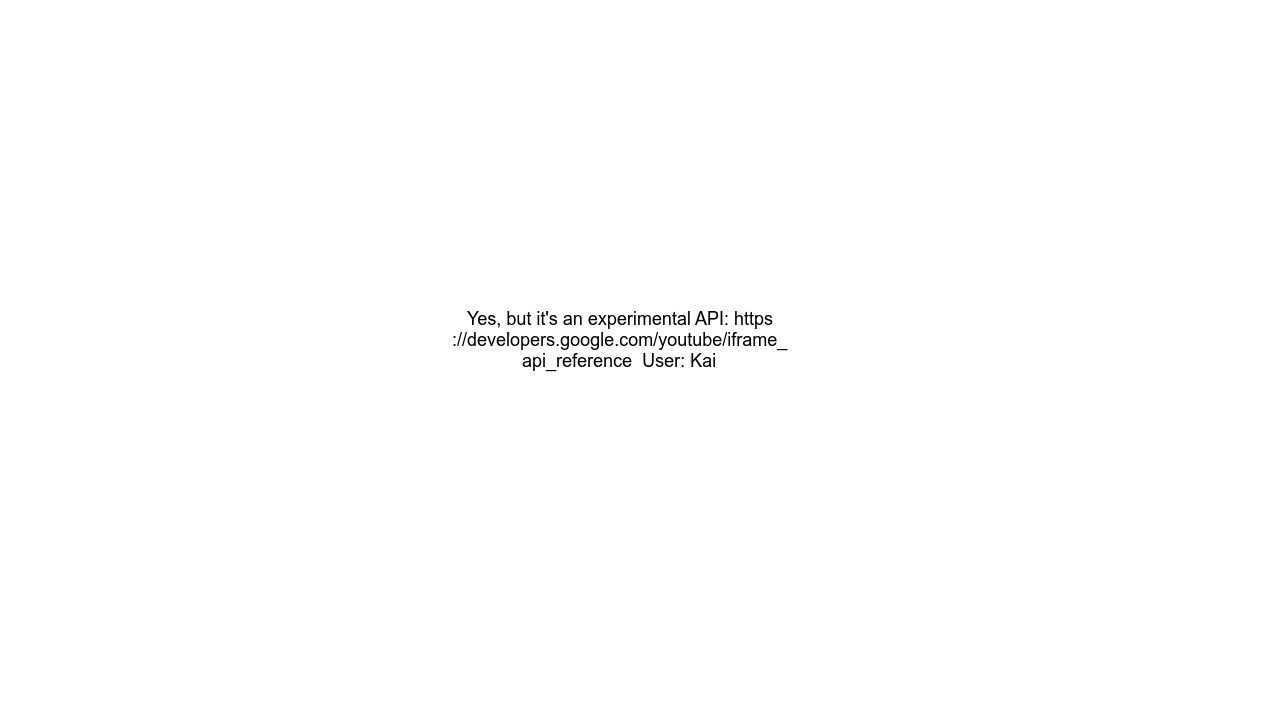 Yes, but it's an experimental API: https
://developers.google.com/youtube/iframe_
api_reference  User: Kai